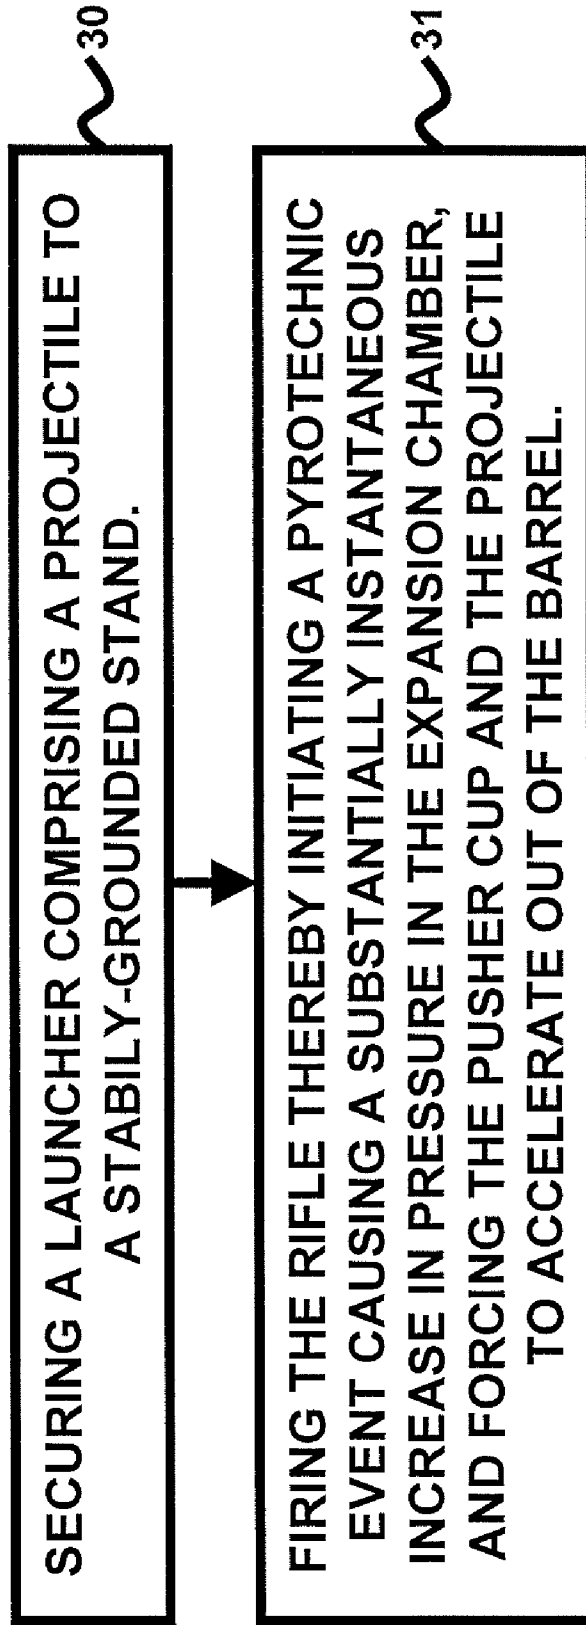 SECURING A LAUNCHER COMPRISING A PROJECTILE TO
A STABILY-GROUNDED STAND.
30
FIRING THE RIFLE THEREBY INITIATING A PYROTECHNIC
EVENT CAUSING A SUBSTANTIALLY INSTANTANEOUS
INCREASE IN PRESSURE IN THE EXPANSION CHAMBER,
AND FORCING THE PUSHER CUP AND THE PROJECTILE
TO ACCELERATE OUT OF THE BARREL.
31